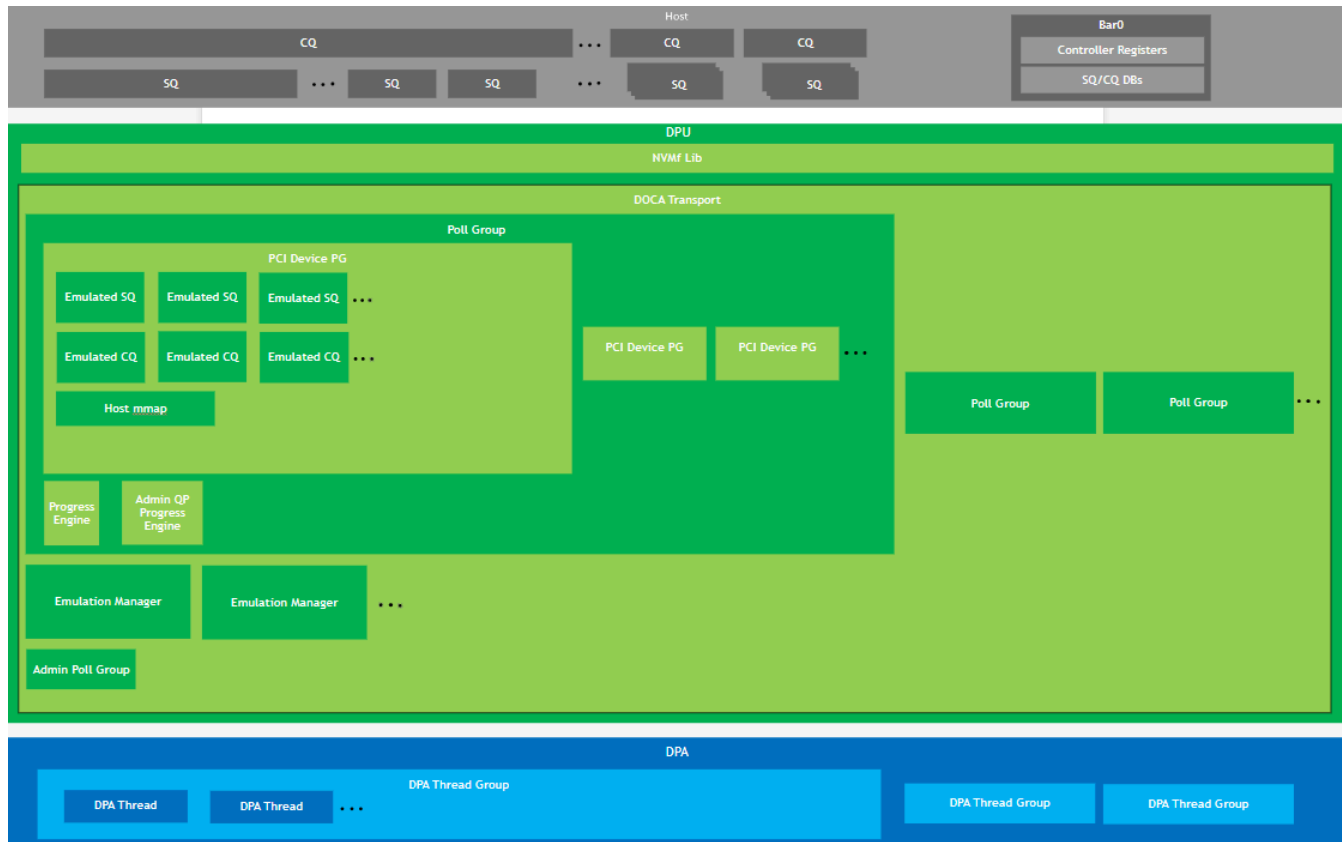 Host
CQ
...
CQ
CQ
SQ
...
SQ
SQ
...
SQ
SQ
Bar0
Controller Registers
SQ/CQ DBs
DPU
NVMf Lib
DOCA Transport
Poll Group
PCI Device PG
Emulated SQ
Emulated SQ
Emulated SQ
...
Emulated CQ
Emulated CQ
Emulated CQ
...
Host mmap
PCI Device PG
PCI Device PG
...
Progress
Engine
Admin QP
Progress
Engine
Poll Group
Poll Group
...
Emulation Manager
Emulation Manager
...
Admin Poll Group
DPA
DPA Thread Group
DPA Thread
DPA Thread
...
DPA Thread Group
DPA Thread Group